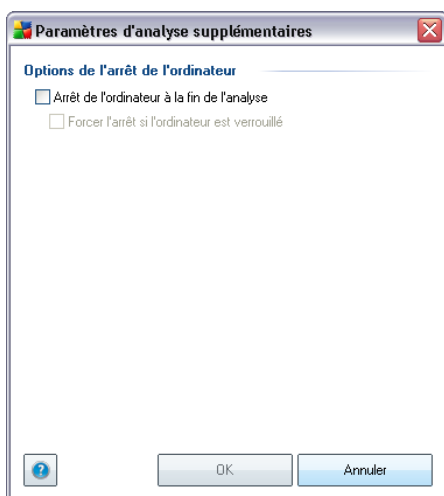 Paramètres d'analyse supplémentaires
Options de l'arrêt de l'ordinateur
Arrêt de l'ordinateur à la fin de l'analyse
Forcer l'arrêt si l'ordinateur est verrouillé
?
OK
Annuler